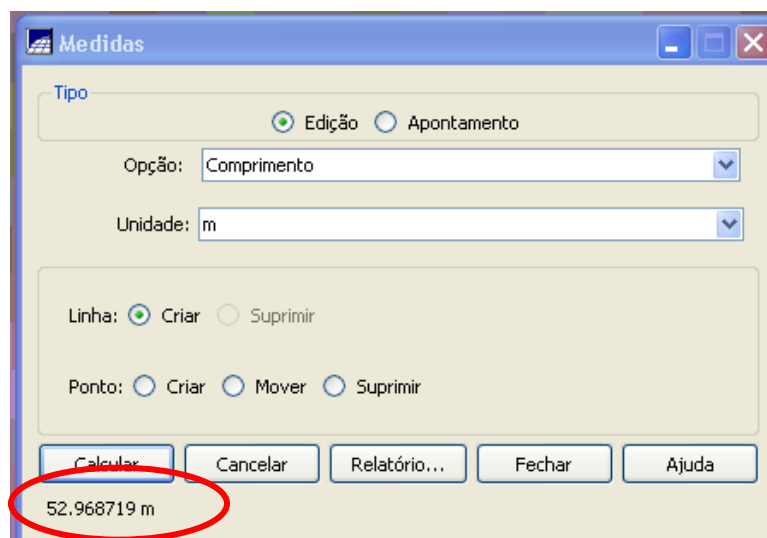 Medidas
Tipo
Edição Apontamento
Opção: Comprimento
Unidade: m
Linha: Criar Suprimir
Ponto: Criar Mover Suprimir
Calcular Cancelar Relatório... Fechar Ajuda
52.968719 m